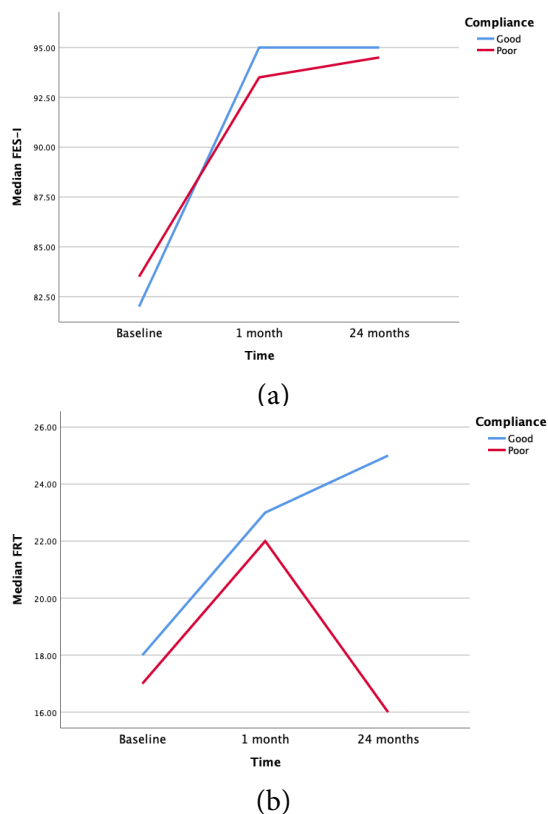 Compliance
Good
Poor
95.00
92.50
90.00
87.50
85.00
82.50
Median FES-I
Baseline 1 month 24 months
Time
(a)
Compliance
Good
Poor
26.00
24.00
22.00
20.00
18.00
16.00
Median FRT
Baseline 1 month 24 months
Time
(b)